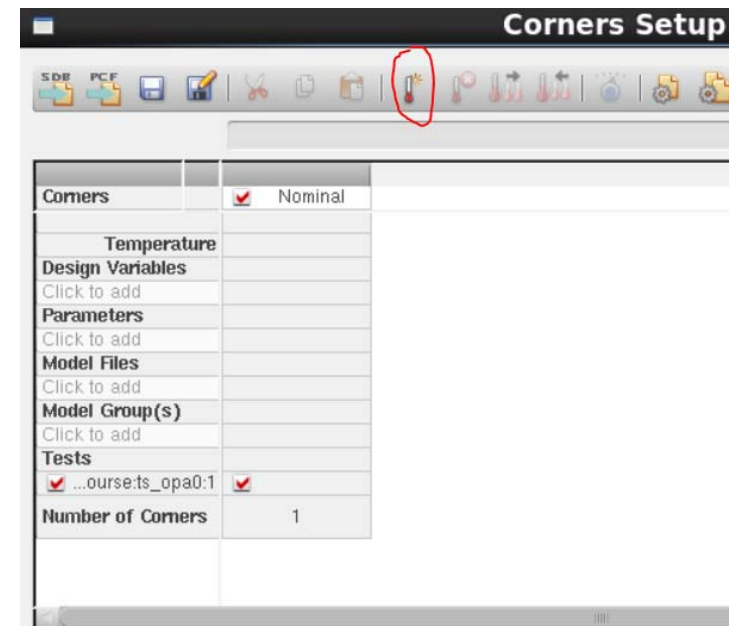 Corners Setup
SDB PCF
Corners Nominal
Temperature
Design Variables
Click to add
Parameters
Click to add
Model Files
Click to add
Model Group(s)
Click to add
Tests
...ourse:ts_opa0:1
Number of Corners 1